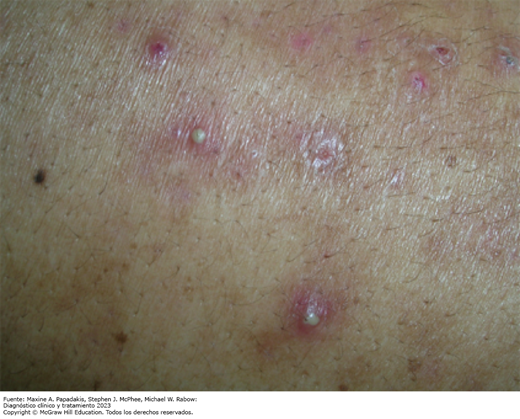 Fuente: Maxine A. Papadakis, Stephen J. McPhee, Michael W. Rabow:
Diagnóstico clínico y tratamiento 2023
Copyright © McGraw Hill Education. Todos los derechos reservados.